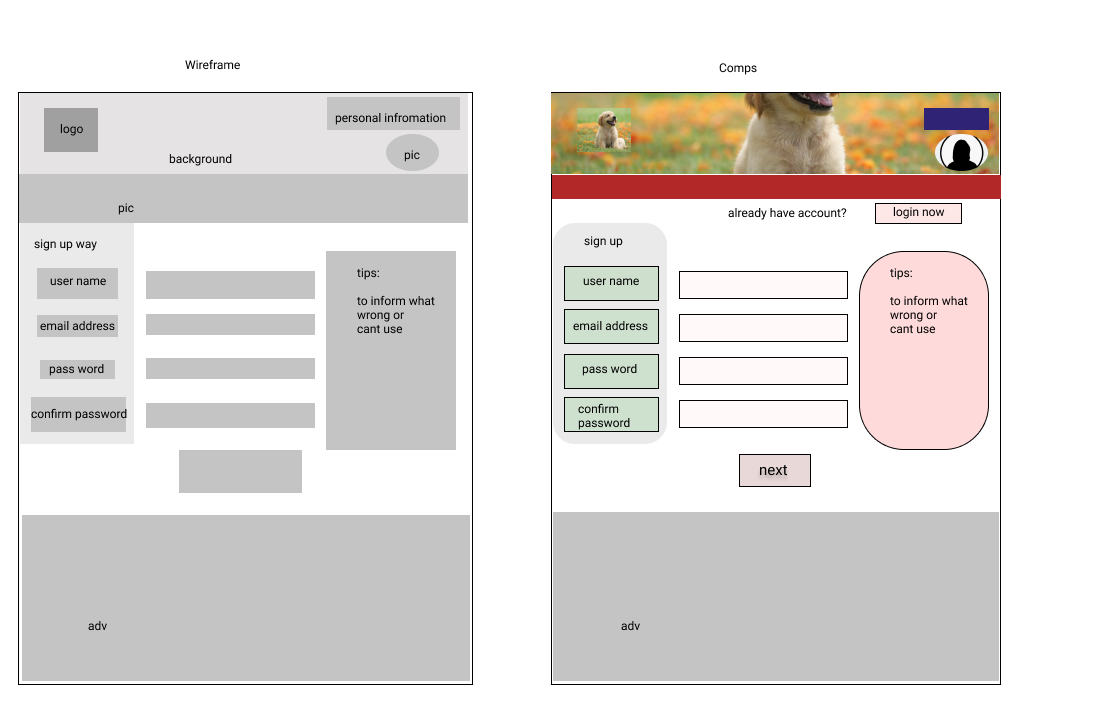 Wireframe
logo
personal infromation
background
pic
pic
sign up way
user name
email address
pass word
confirm password
tips:
to inform what
wrong or
cant use
adv
Comps
already have account?
login now
sign up
user name
email address
pass word
confirm
password
tips:
to inform what
wrong or
cant use
next
adv